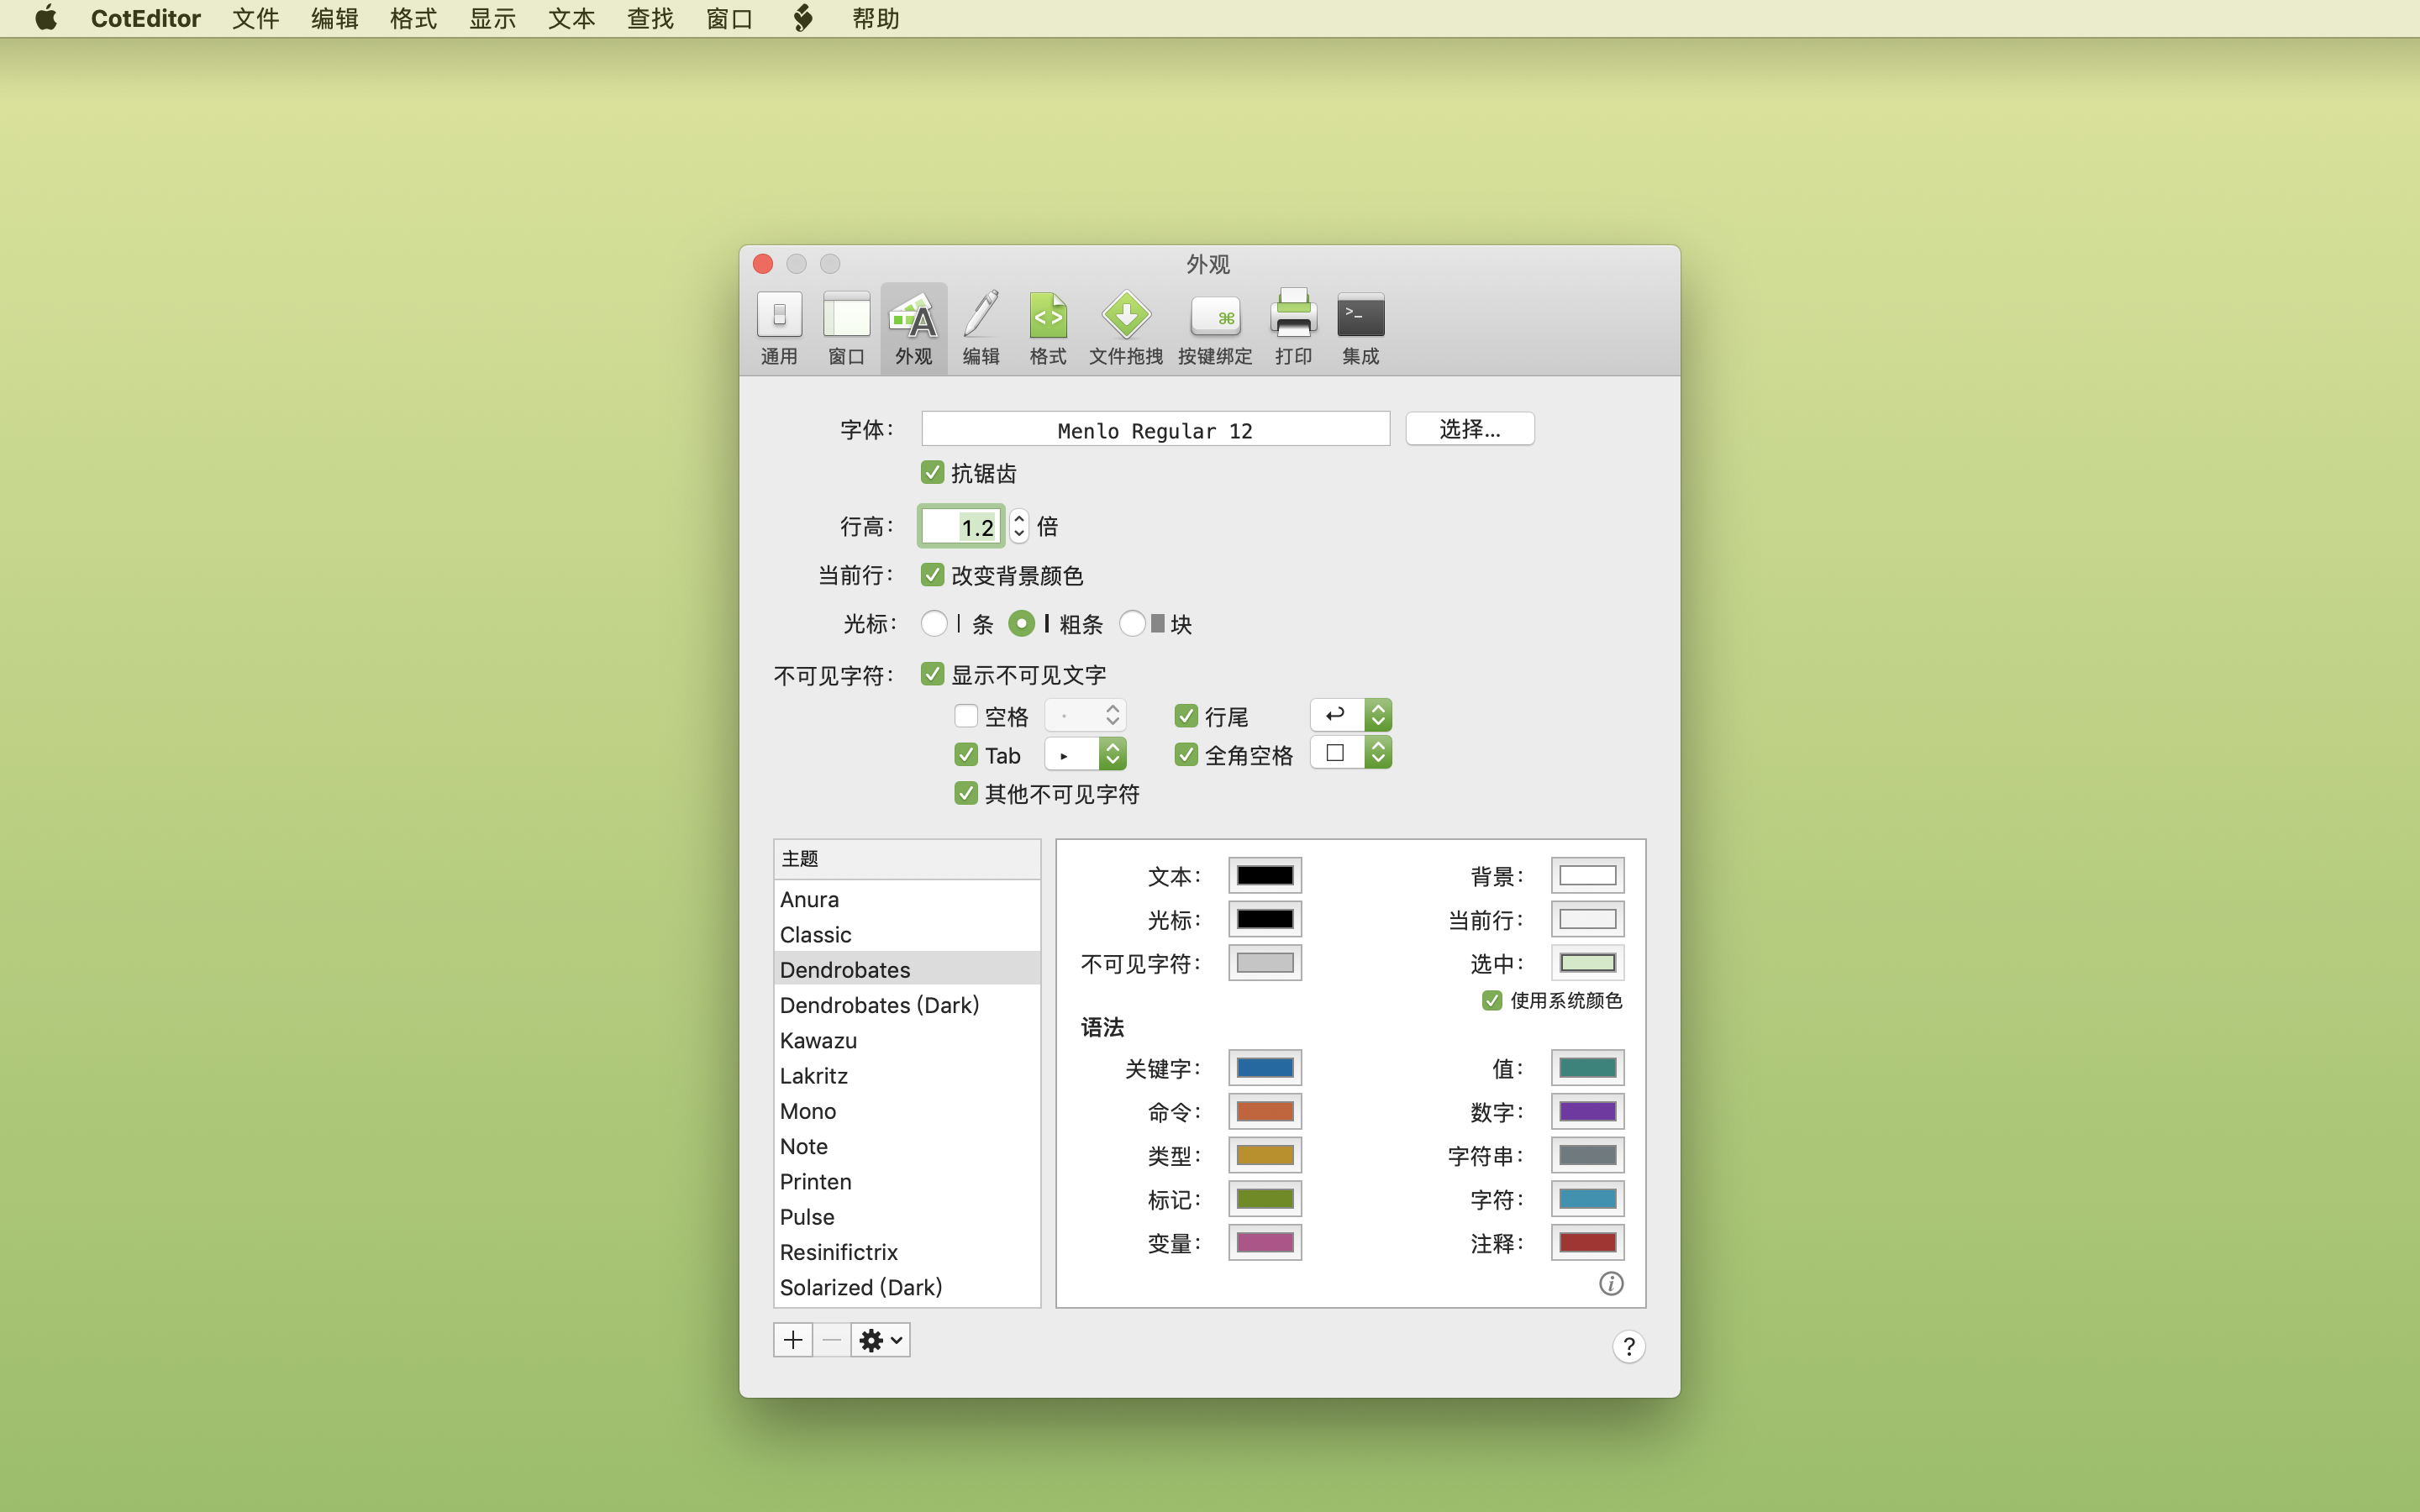 CotEditor 文件 编辑 格式 显示 文本 查找 窗口 帮助
外观
通用 窗口 外观 编辑 格式 文件拖拽 按键绑定 打印 集成
字体： Menlo Regular 12 选择...
抗锯齿
行高： 1.2 倍
当前行： 改变背景颜色
光标： 条 粗条 块
不可见字符： 显示不可见文字
空格 行尾
Tab 全角空格
其他不可见字符
主题
Anura
Classic
Dendrobates
Dendrobates (Dark)
Kawazu
Lakritz
Mono
Note
Printen
Pulse
Resinifictrix
Solarized (Dark)
文本： 背景：
光标： 当前行：
不可见字符： 选中：
使用系统颜色
语法
关键字： 值：
命令： 数字：
类型： 字符串：
标记： 字符：
变量： 注释：
?